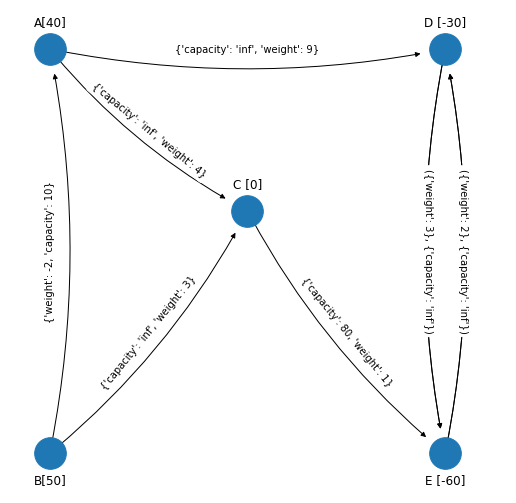 A[40]
D [-30]
{'capacity': 'inf', 'weight': 9}
{'capacity': 'inf', 'weight': 4}
C [0]
{'weight': -2, 'capacity': 10}
({'weight': 3}, {'capacity': 'inf'})
({'weight': 2}, {'capacity': 'inf'})
{'capacity': 'inf', 'weight': 3}
{'capacity': 80, 'weight': 1}
B[50]
E [-60]